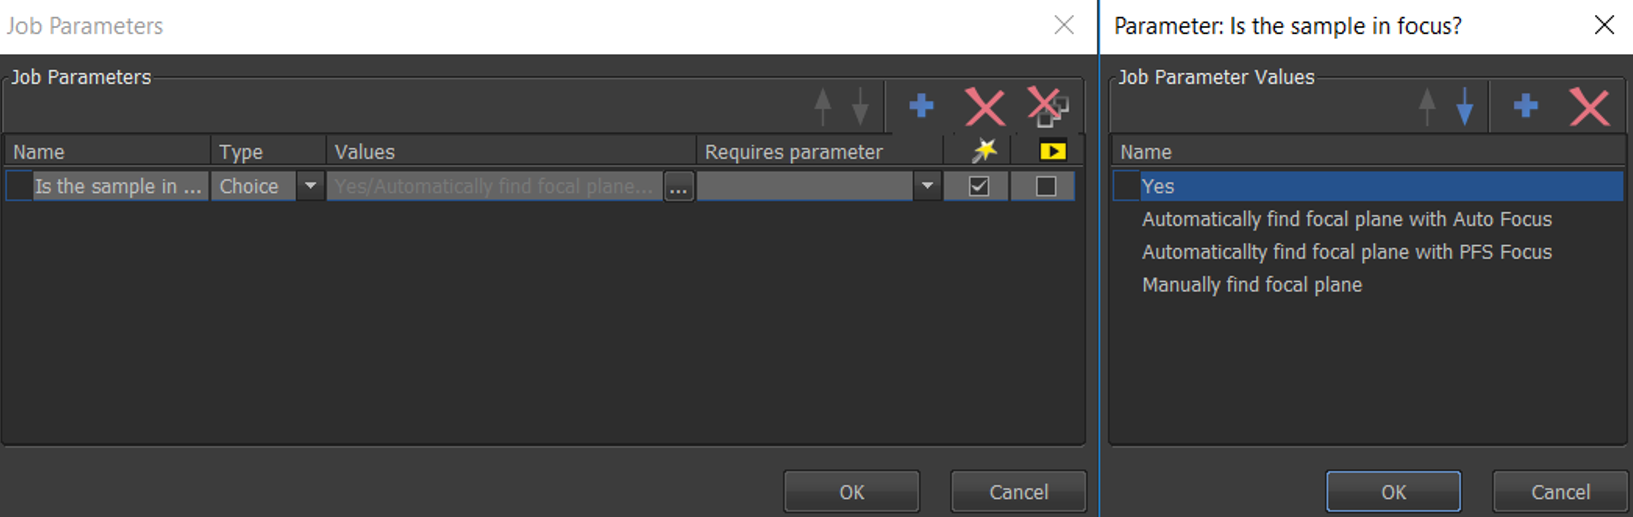 Job Parameters
Job Parameters
Name Type Values Requires parameter
Is the sample in ... Choice Yes/Automatically find focal plane... ...
OK Cancel
Parameter: Is the sample in focus?
Job Parameter Values
Name
Yes
Automatically find focal plane with Auto Focus
Automaticallty find focal plane with PFS Focus
Manually find focal plane
OK Cancel